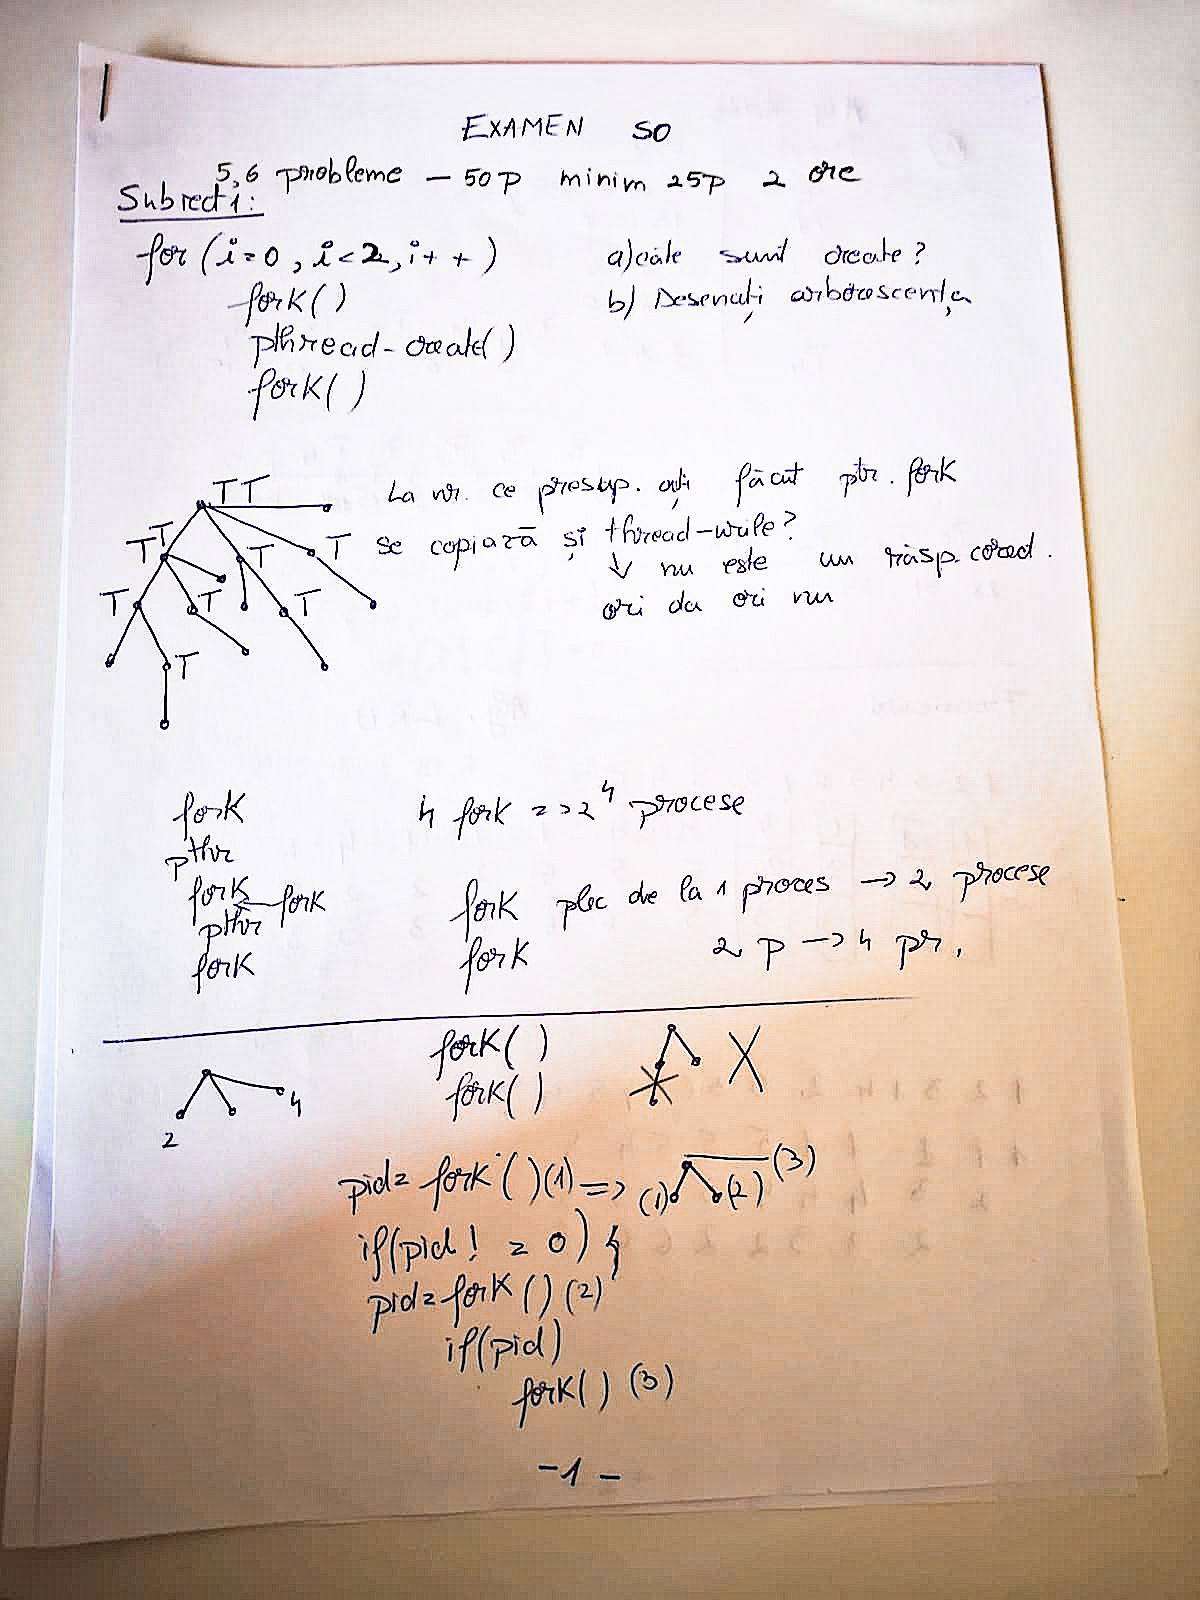 EXAMEN SO
5,6 probleme – 50p minim 25p 2 ore
Subiect 1:
for (i=0, i<2, i++) a) câte sunt create?
fork() b) Desenați arborescența
pthread-create()
fork()
TT La nr. ce presup. ați făcut ptr. fork
TT T T se copiază și thread-urile?
↓ nu este un răsp. corect.
T T T ori da ori nu
T
fork 4 fork => 2^4 procese
pthr
fork ← fork fork plec de la 1 proces → 2 procese
pthr
fork fork 2 p → 4 pr.
fork() X
fork()
2 4
pid= fork()(1) => (1) (2) (3)
if(pid != 0) {
pid=fork()(2)
if(pid)
fork() (3)
-1-